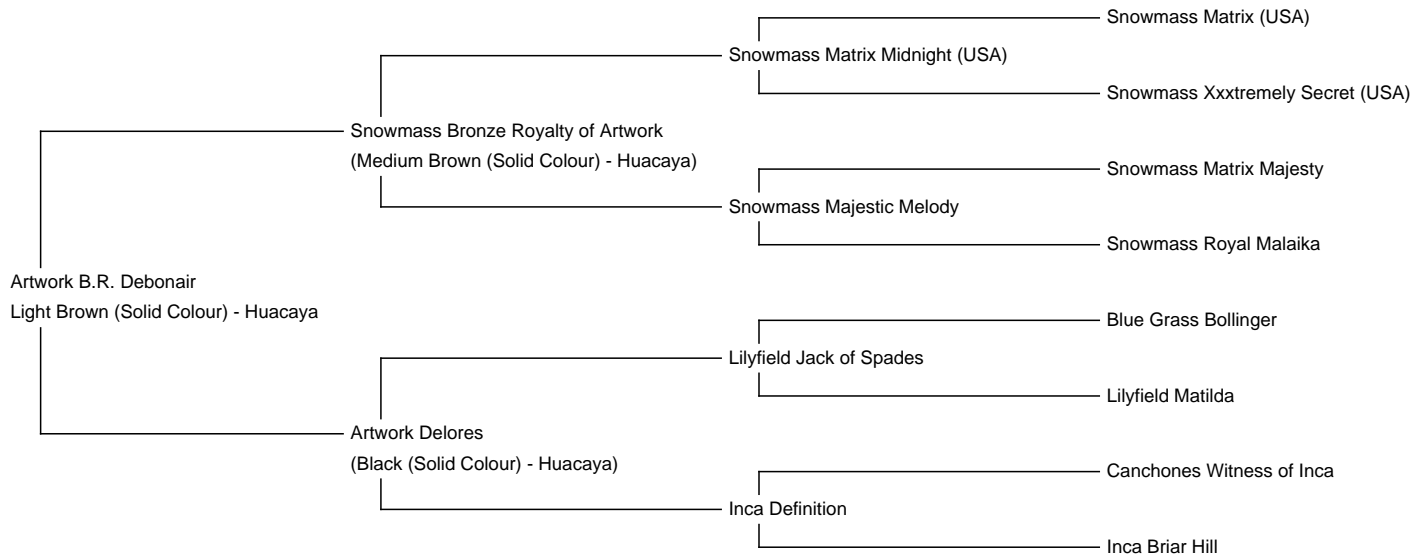 Snowmass Matrix (USA)
Snowmass Matrix Midnight (USA)
Snowmass Xxxtremely Secret (USA)
Snowmass Bronze Royalty of Artwork
(Medium Brown (Solid Colour) - Huacaya)
Snowmass Matrix Majesty
Snowmass Majestic Melody
Snowmass Royal Malaika
Artwork B.R. Debonair
Light Brown (Solid Colour) - Huacaya
Blue Grass Bollinger
Lilyfield Jack of Spades
Lilyfield Matilda
Artwork Delores
(Black (Solid Colour) - Huacaya)
Canchones Witness of Inca
Inca Definition
Inca Briar Hill